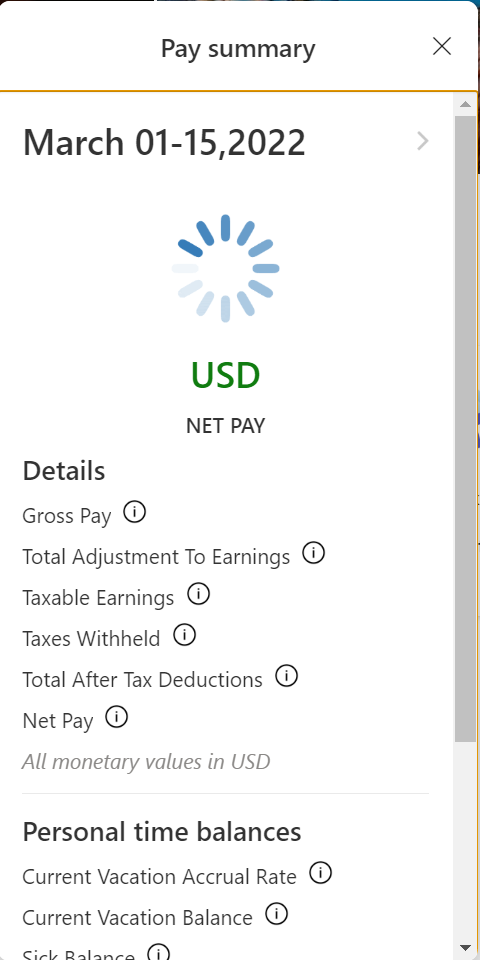 Pay summary
March 01-15,2022
USD
NET PAY
Details
Gross Pay
Total Adjustment To Earnings
Taxable Earnings
Taxes Withheld
Total After Tax Deductions
Net Pay
All monetary values in USD
Personal time balances
Current Vacation Accrual Rate
Current Vacation Balance
Sick Balance